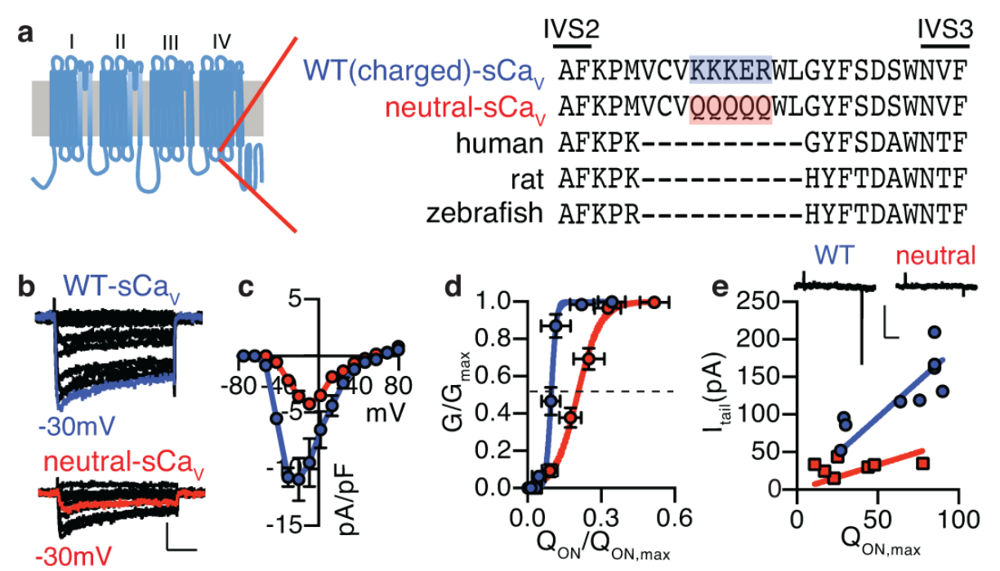 a
I II III IV
IVS2 IVS3
WT(charged)-sCaV AFKPMVCVKKKERWLGYFSDSWNVF
neutral-sCaV AFKPMVCVQQQQQWLGYFSDSWNVF
human AFKPK----------GYFSDAWNTF
rat AFKPK----------HYFTDAWNTF
zebrafish AFKPR----------HYFTDAWNTF
b
WT-sCaV
-30mV
neutral-sCaV
-30mV
c
5
-80 -40 40 80
mV
-5
-15
pA/pF
d
G/Gmax
1.0
0.8
0.6
0.4
0.2
0.0
0.0 0.3 0.6
QON/QON,max
e
WT neutral
Itail(pA)
250
200
150
100
50
0
0 50 100
QON,max